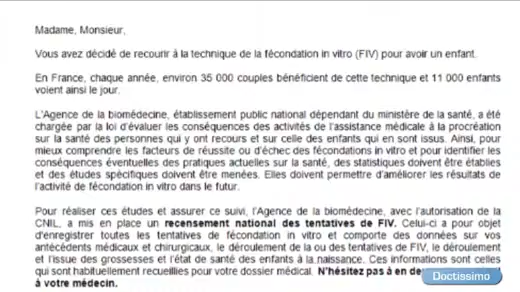 Madame, Monsieur,
Vous avez décidé de recourir à la technique de la fécondation in vitro (FIV) pour avoir un enfant.
En France, chaque année, environ 35 000 couples bénéficient de cette technique et 11 000 enfants
voient ainsi le jour.
L'Agence de la biomédecine, établissement public national dépendant du ministère de la santé, a été
chargée par la loi d'évaluer les conséquences des activités de l'assistance médicale à la procréation
sur la santé des personnes qui y ont recours et sur celle des enfants qui en sont issus. Ainsi, pour
mieux comprendre les facteurs de réussite ou d'échec des fécondations in vitro et pour identifier les
conséquences éventuelles des pratiques actuelles sur la santé, des statistiques doivent être établies
et des études spécifiques doivent être menées. Elles doivent permettre d'améliorer les résultats de
l'activité de fécondation in vitro dans le futur.
Pour réaliser ces études et assurer ce suivi, l'Agence de la biomédecine, avec l'autorisation de la
CNIL, a mis en place un recensement national des tentatives de FIV. Celui-ci a pour objet
d'enregistrer toutes les tentatives de fécondation in vitro et comporte des données sur vos
antécédents médicaux et chirurgicaux, le déroulement de la ou des tentatives de FIV, le déroulement
et l'issue des grossesses et l'état de santé des enfants à la naissance. Ces informations sont celles
qui sont habituellement recueillies pour votre dossier médical. N'hésitez pas à en
à votre médecin.
Doctissimo